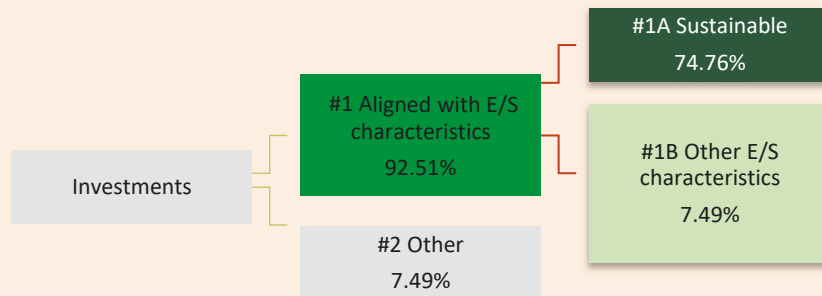 Investments
#1 Aligned with E/S
characteristics
92.51%
#2 Other
7.49%
#1A Sustainable
74.76%
#1B Other E/S
characteristics
7.49%